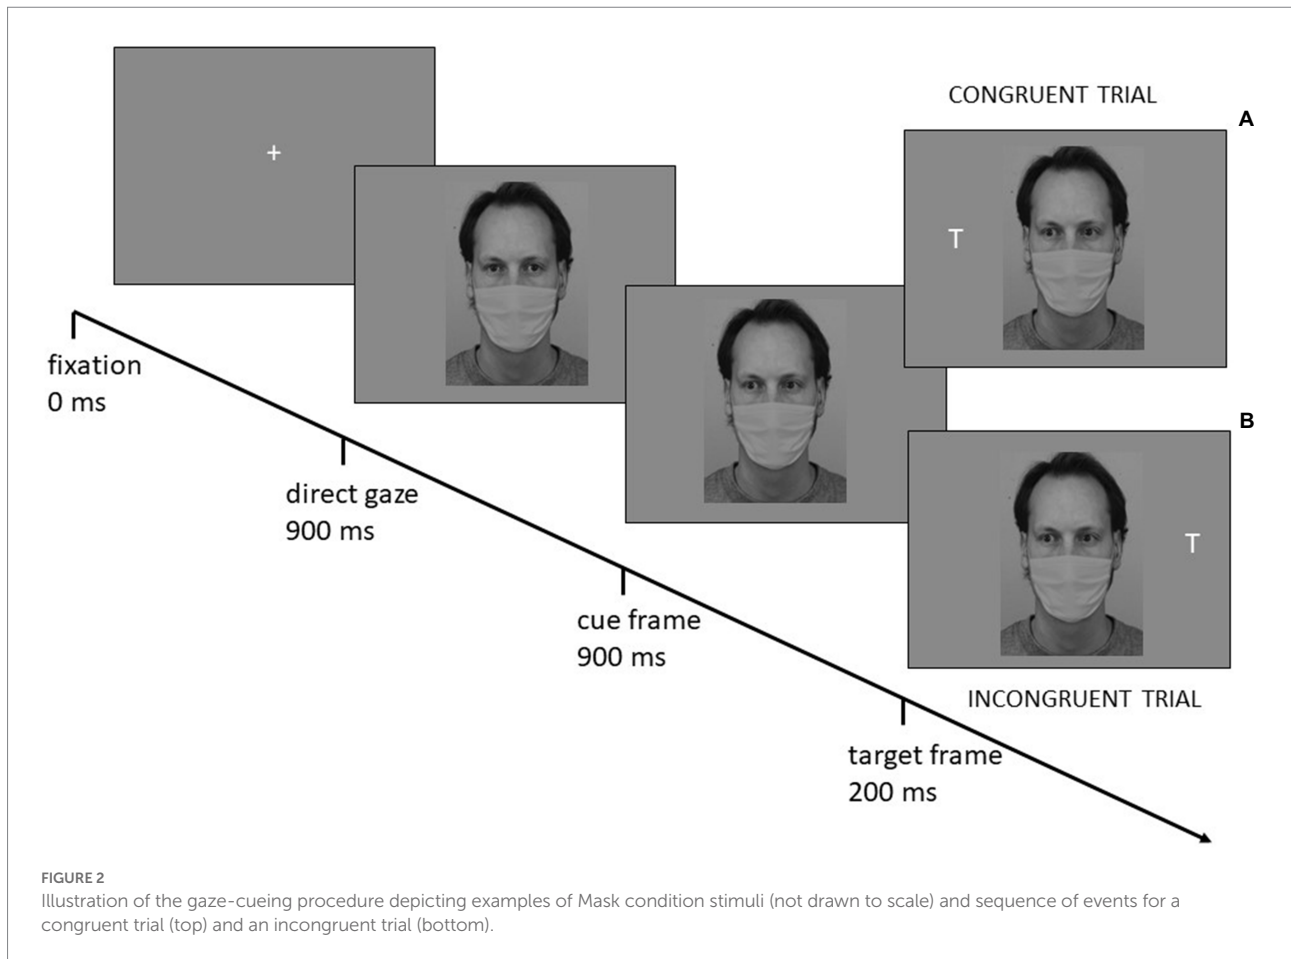 +
CONGRUENT TRIAL
A
T
fixation
0 ms
B
direct gaze
900 ms
T
cue frame
900 ms
INCONGRUENT TRIAL
target frame
200 ms
FIGURE 2
Illustration of the gaze-cueing procedure depicting examples of Mask condition stimuli (not drawn to scale) and sequence of events for a
congruent trial (top) and an incongruent trial (bottom).